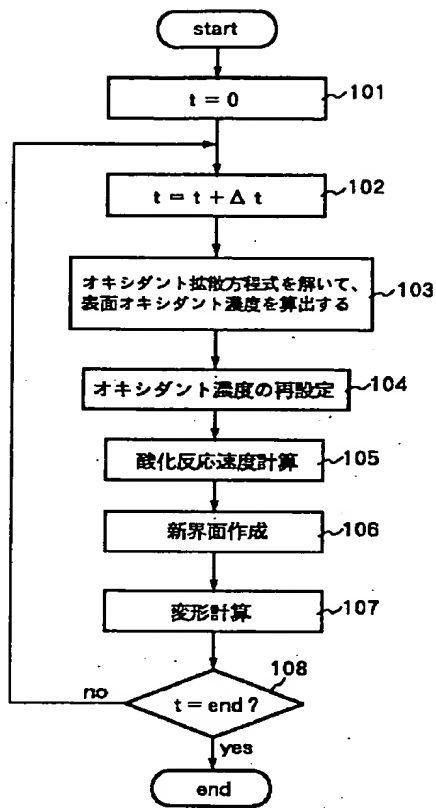 start
t = 0
101
t = t + Δ t
102
オキシダント拡散方程式を解いて、
表面オキシダント濃度を算出する
103
オキシダント濃度の再設定
104
酸化反応速度計算
105
新界面作成
106
変形計算
107
108
t = end ?
no
yes
end